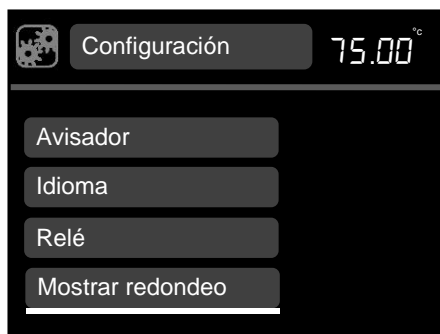 Configuración
75.00°c
Avisador
Idioma
Relé
Mostrar redondeo